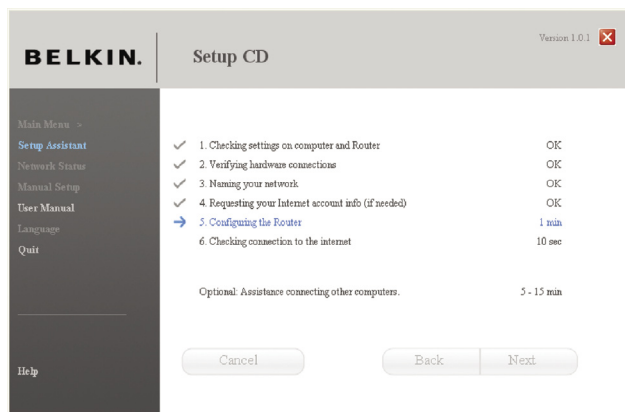 BELKIN.
Setup CD
Version 1.0.1
Main Menu >
Setup Assistant
Network Status
Manual Setup
User Manual
Language
Quit
Help
1. Checking settings on computer and Router OK
2. Verifying hardware connections OK
3. Naming your network OK
4. Requesting your Internet account info (if needed) OK
5. Configuring the Router 1 min
6. Checking connection to the internet 10 sec
Optional: Assistance connecting other computers. 5 - 15 min
Cancel Back Next